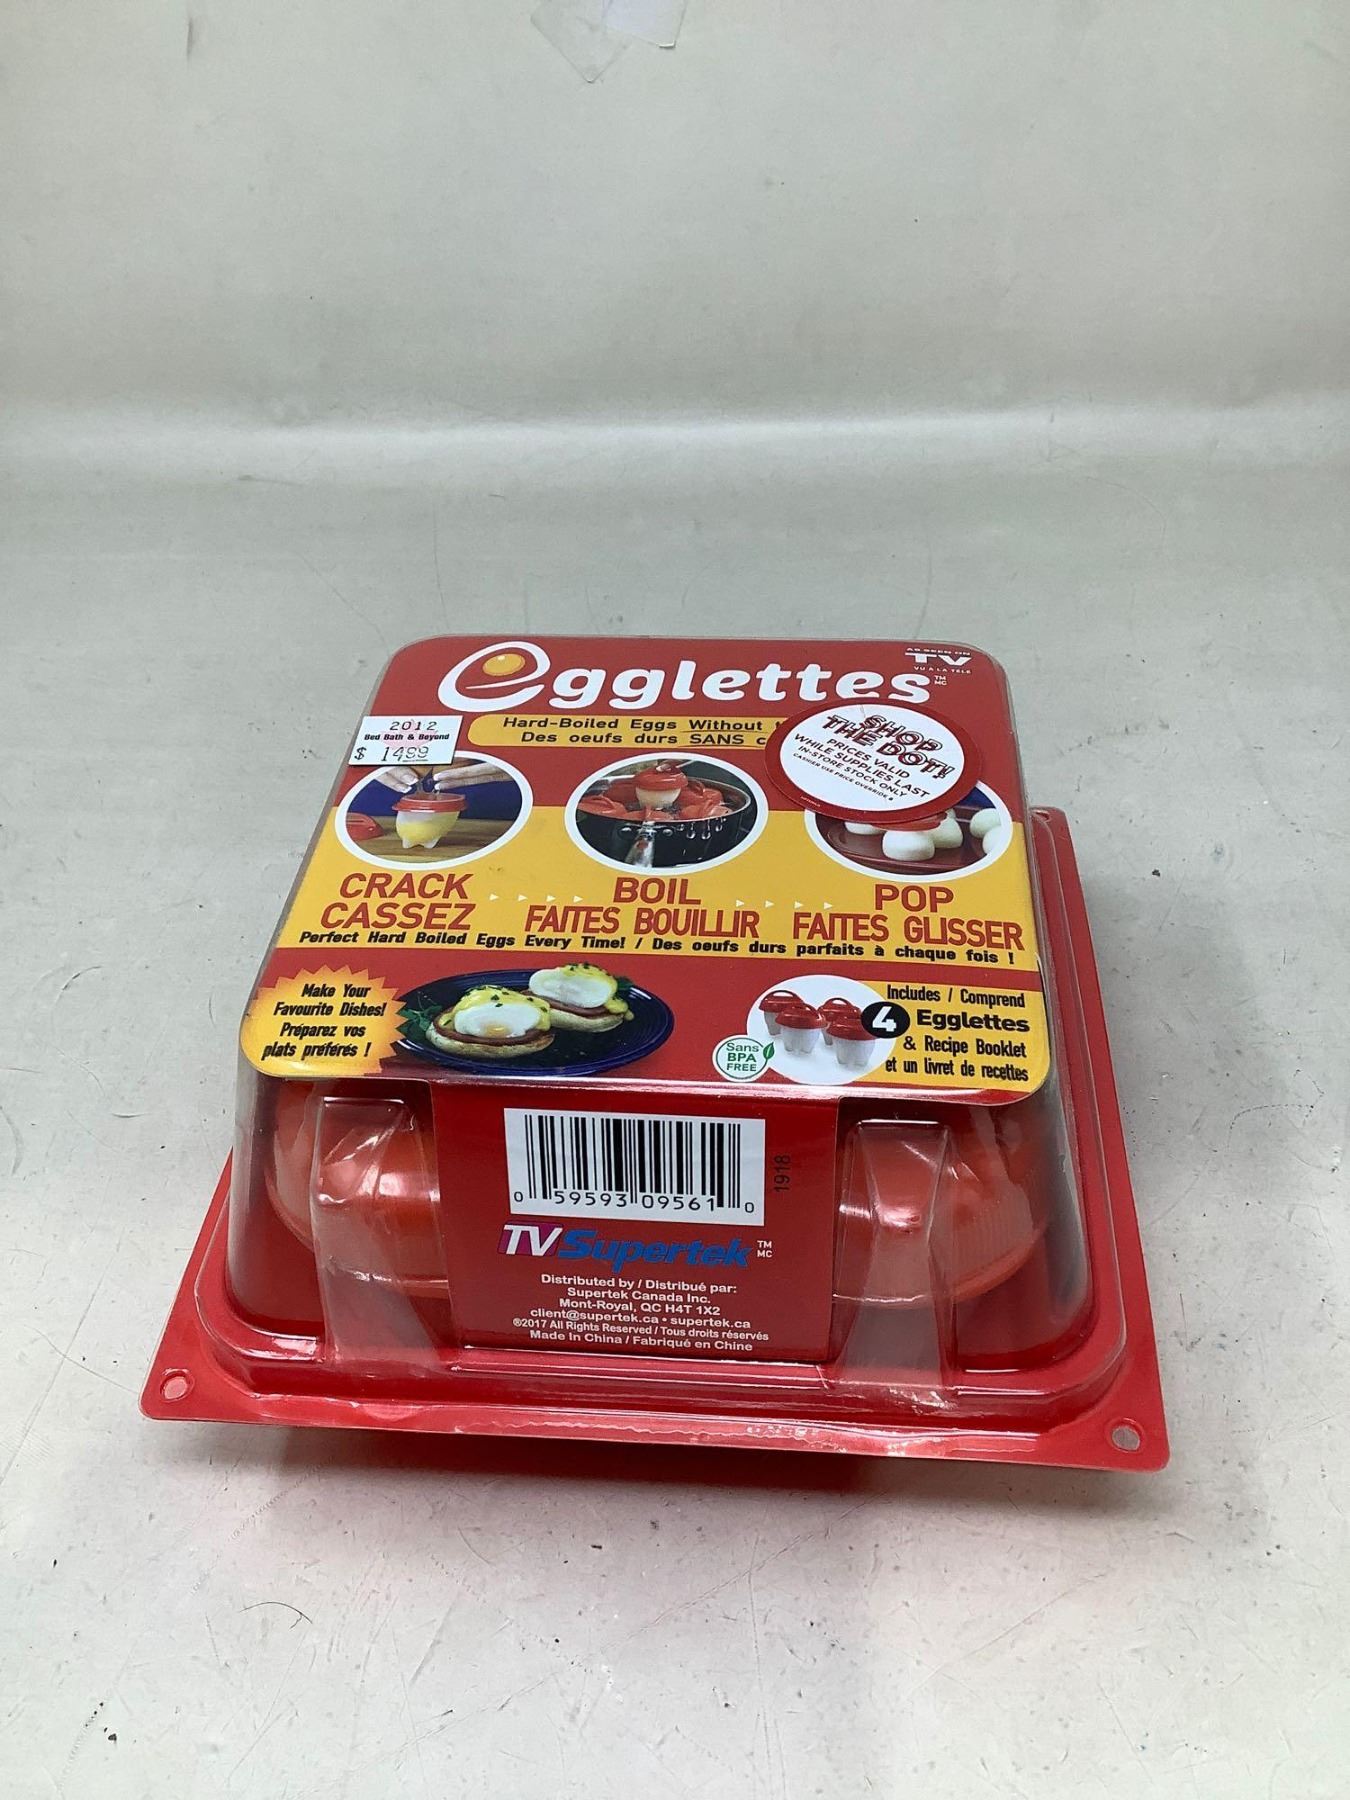 Egglettes TM MC
AS SEEN ON
TV
VU A LA TÉLÉ
2012
Bed Bath & Beyond
$ 1499
Hard-Boiled Eggs Without
Des oeufs durs SANS
SHOP
THE DOT!
PRICES VALID
WHILE SUPPLIES LAST
IN-STORE STOCK ONLY
CASHIER USE PRICE OVERRIDE 8
CRACK BOIL POP
CASSEZ FAITES BOUILLIR FAITES GLISSER
Perfect Hard Boiled Eggs Every Time! / Des oeufs durs parfaits à chaque fois !
Make Your
Favourite Dishes!
Préparez vos
plats préférés !
Sans
BPA
FREE
Includes / Comprend
4 Egglettes
& Recipe Booklet
et un livret de recettes
0 59593 09561 0
1918
TV Supertek TM MC
Distributed by / Distribué par:
Supertek Canada Inc.
Mont-Royal, QC H4T 1X2
client@supertek.ca • supertek.ca
®2017 All Rights Reserved / Tous droits réservés
Made In China / Fabriqué en Chine